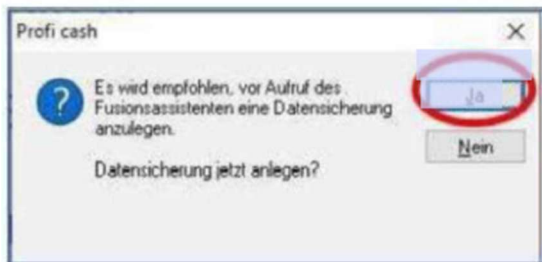 Profi cash
Es wird empfohlen, vor Aufruf des
Fusionsassistenten eine Datensicherung
anzulegen.
Datensicherung jetzt anlegen?
Ja
Nein